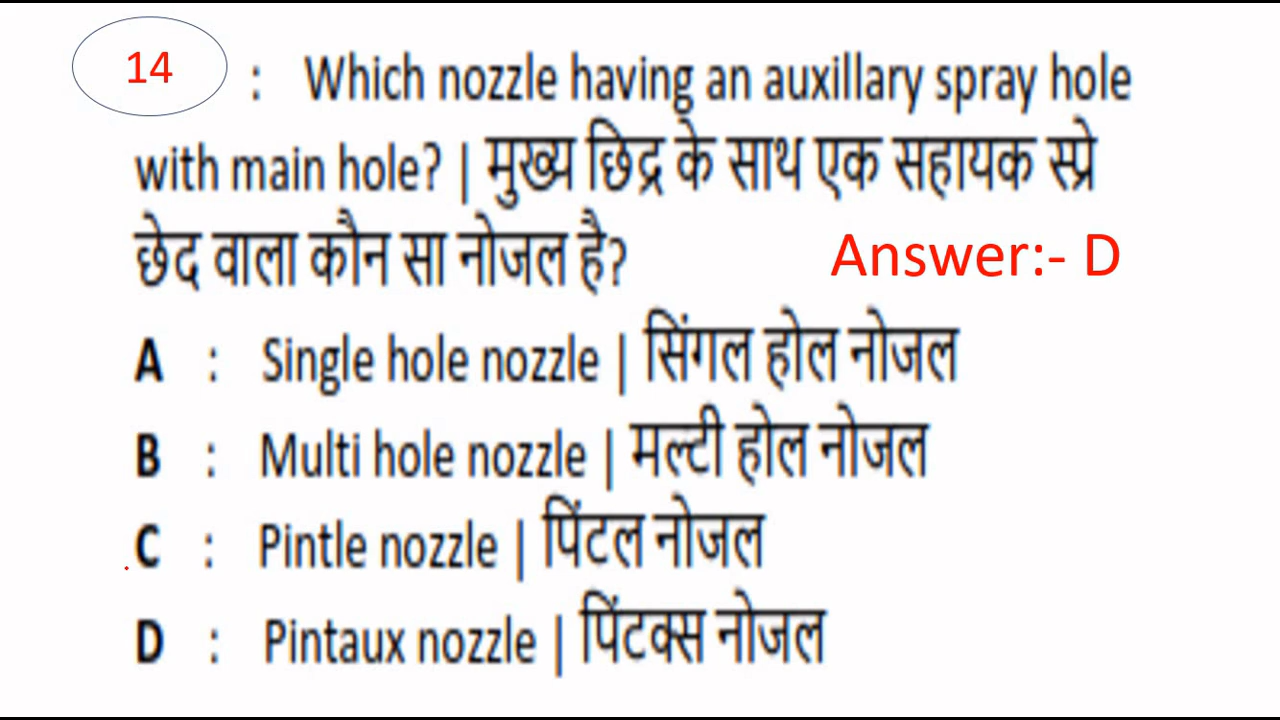 14 : Which nozzle having an auxillary spray hole
with main hole? | मुख्य छिद्र के साथ एक सहायक स्प्रे
छेद वाला कौन सा नोजल है?
Answer:- D
A : Single hole nozzle | सिंगल होल नोजल
B : Multi hole nozzle | मल्टी होल नोजल
C : Pintle nozzle | पिंटल नोजल
D : Pintaux nozzle | पिंटक्स नोजल